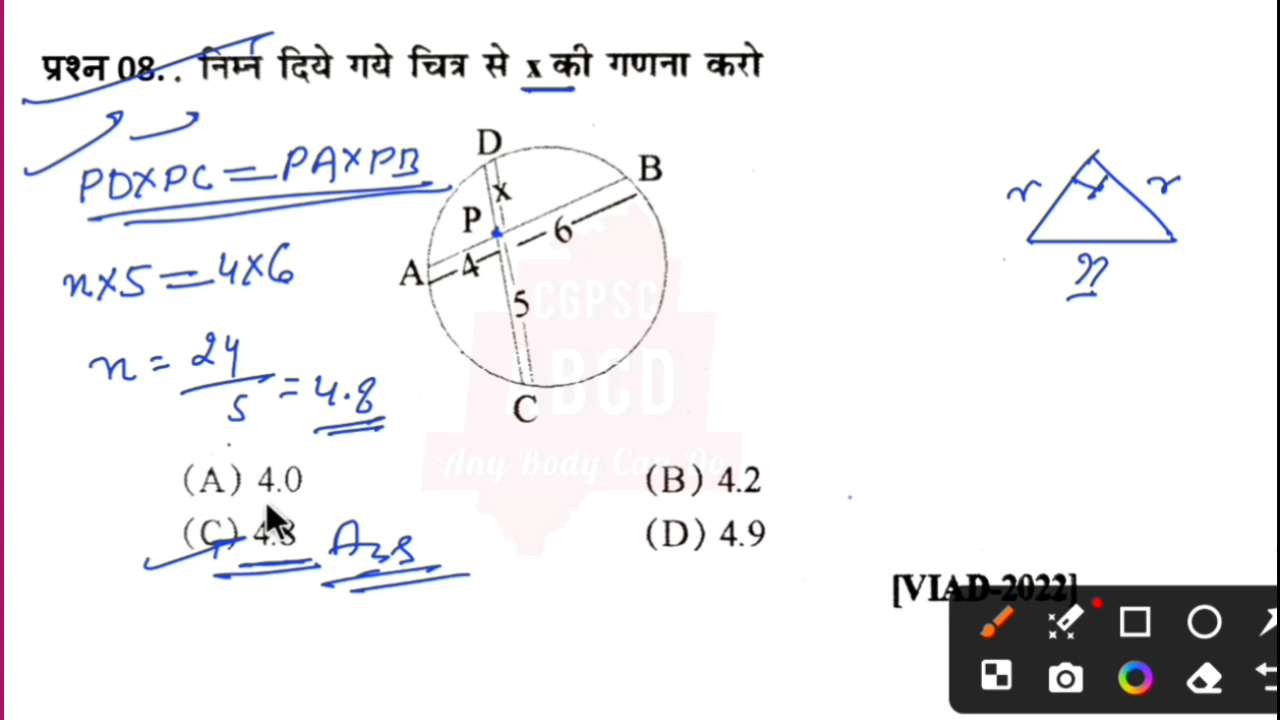 प्रश्न 08.. निम्न दिये गये चित्र से x की गणना करो
PD×PC=PA×PB
D
B
x
P
6
A
4
5
C
r
r
??
x×5=4×6
x = 24/5 = 4.8
CGPSC
ABCD
Any Body Can Do
(A) 4.0
(B) 4.2
(C) 4.8 Ans
(D) 4.9
[VIAD-2022]